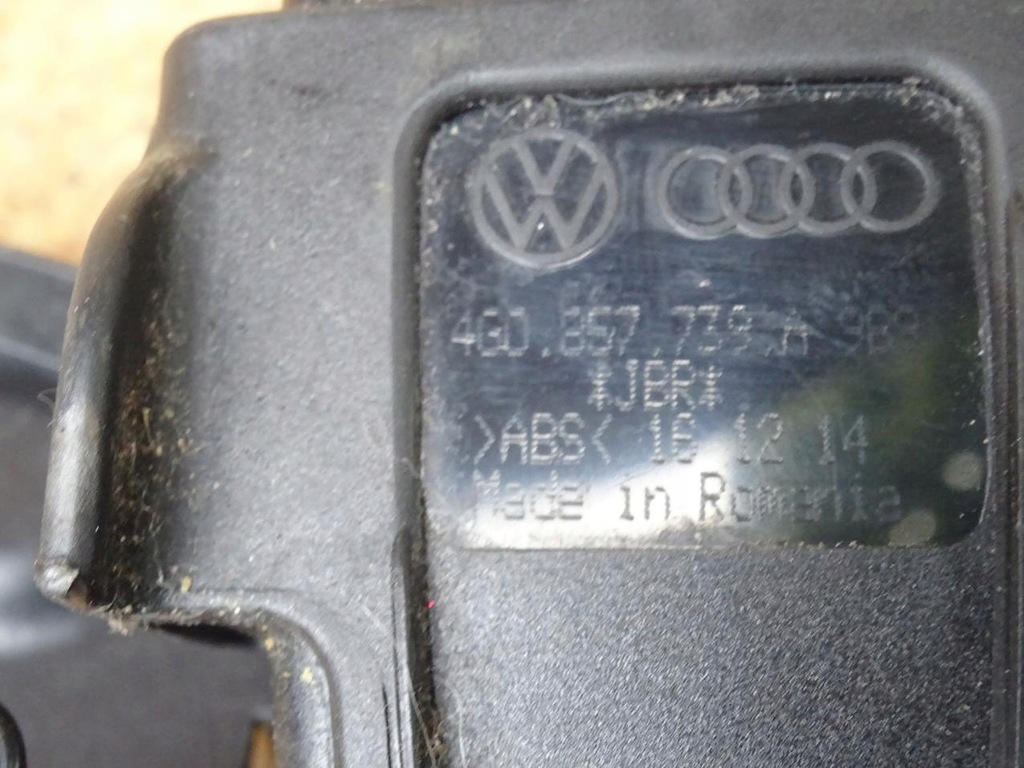 4G0.857.739.A 9B9
*JBR*
>ABS< 16 12 14
Made in Romania